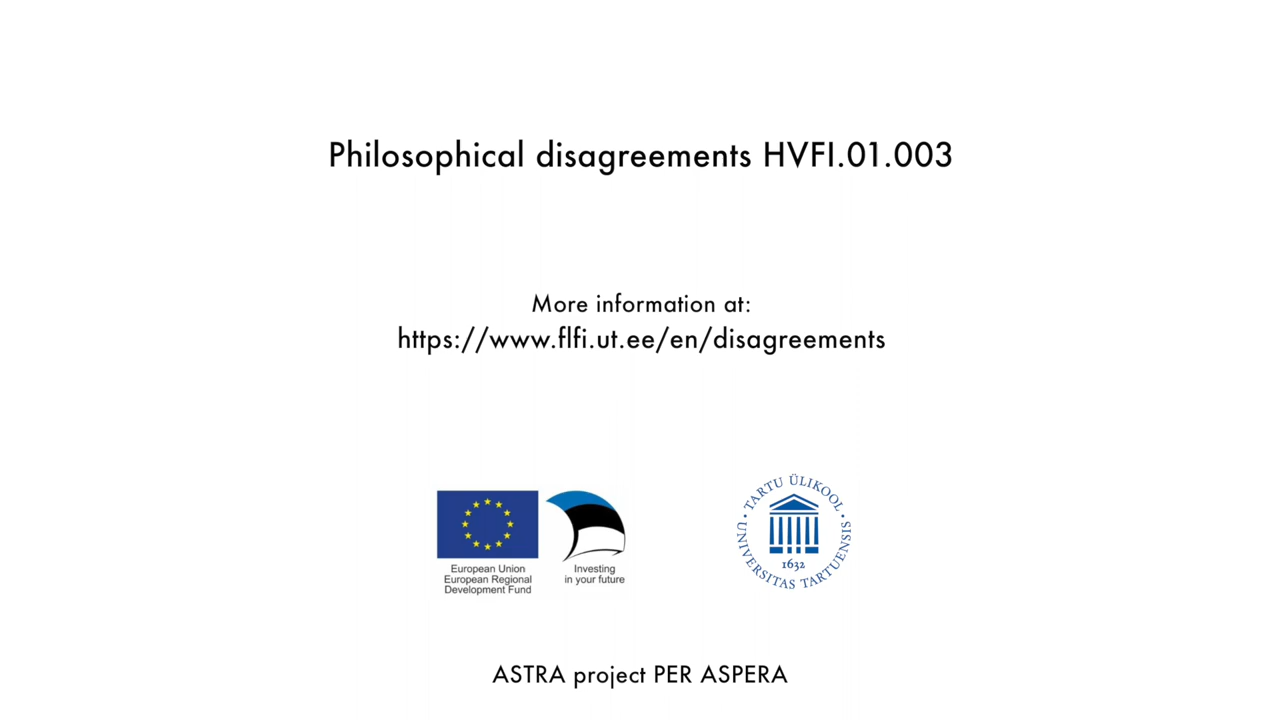 Philosophical disagreements HVFI.01.003
More information at:
https://www.flfi.ut.ee/en/disagreements
European Union
European Regional
Development Fund
Investing
in your future
TARTU ÜLIKOOL
UNIVERSITAS TARTUENSIS
1632
ASTRA project PER ASPERA